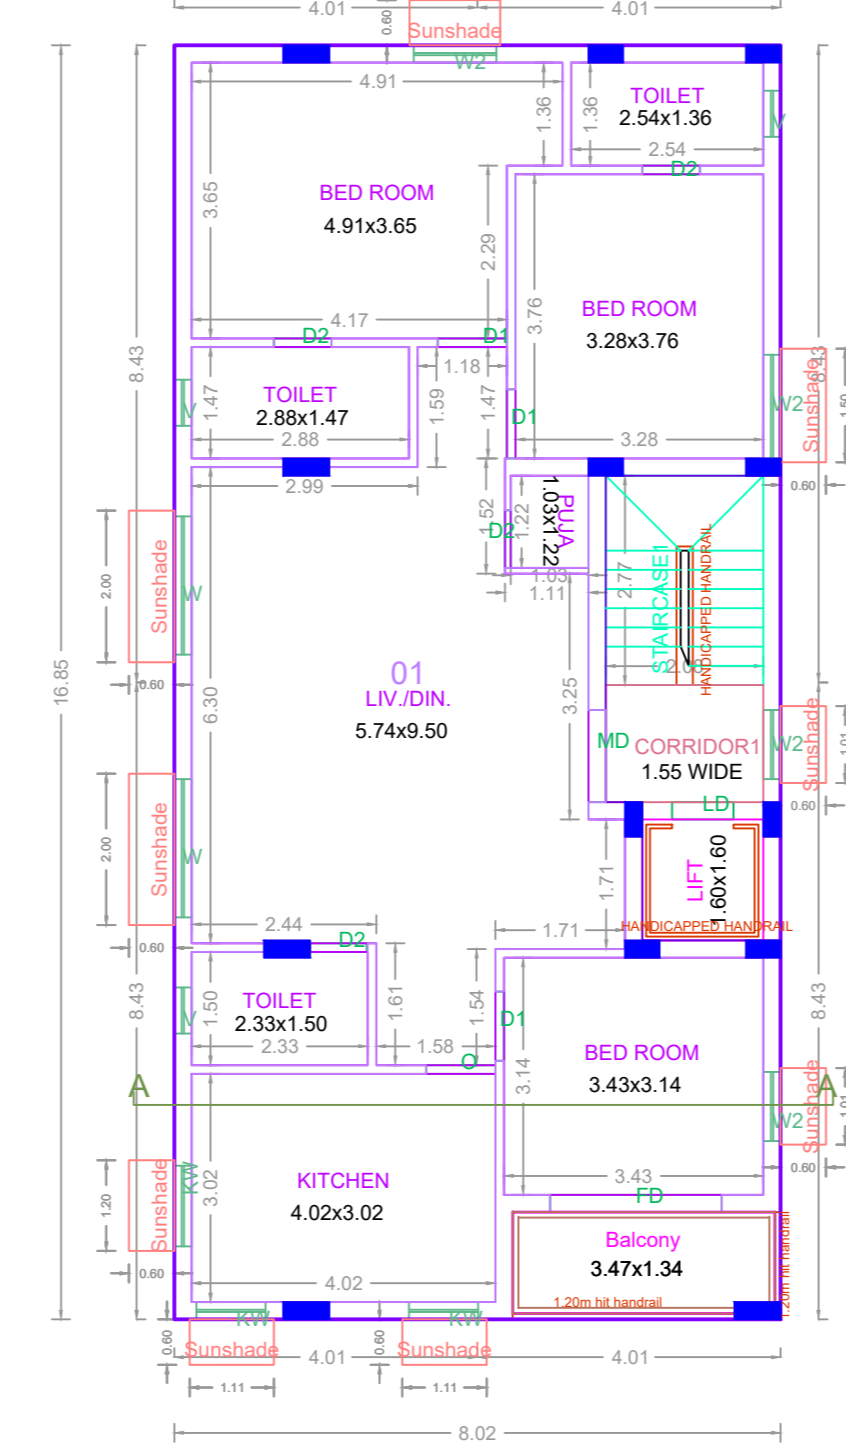 4.01
4.01
0.60
Sunshade
W2
4.91
1.36
1.36
TOILET
2.54x1.36
V
2.54
D2
3.65
BED ROOM
4.91x3.65
2.29
3.76
BED ROOM
3.28x3.76
8.43
8.43
4.17
D2
D1
1.18
TOILET
2.88x1.47
V
1.47
1.59
1.47
2.88
D1
3.28
W2
Sunshade
1.50
2.99
0.60
1.52
D2
1.22
1.03x1.22
PUJA
1.03
1.11
Sunshade
W
2.00
0.60
2.77
STAIRCASE1
HANDICAPPED HANDRAIL
2.08
16.85
6.30
01
LIV./DIN.
5.74x9.50
3.25
MD
CORRIDOR1
1.55 WIDE
W2
Sunshade
1.01
0.60
LD
Sunshade
W
2.00
0.60
1.71
LIFT
1.60x1.60
HANDICAPPED HANDRAIL
2.44
D2
1.71
8.43
8.43
TOILET
2.33x1.50
V
1.50
2.33
1.61
1.58
1.54
O
D1
BED ROOM
3.43x3.14
3.14
3.43
A
A
W2
Sunshade
1.01
0.60
KITCHEN
4.02x3.02
KW
3.02
4.02
Sunshade
1.20
0.60
FD
Balcony
3.47x1.34
1.20m hit handrail
1.20m hit handrail
KW
KW
Sunshade
Sunshade
0.60
0.60
4.01
4.01
1.11
1.11
8.02